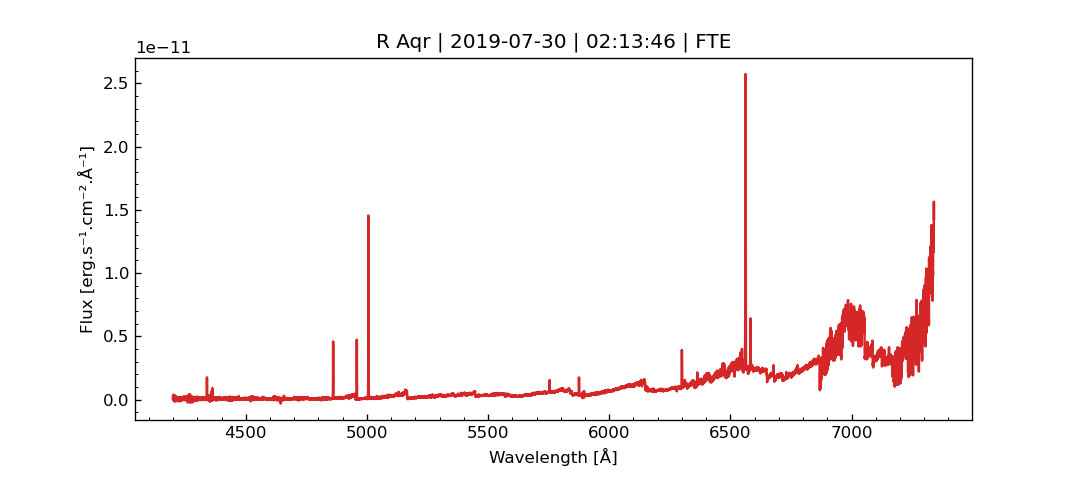 R Aqr | 2019-07-30 | 02:13:46 | FTE
1e−11
2.5
2.0
1.5
1.0
0.5
0.0
Flux [erg.s⁻¹.cm⁻².Å⁻¹]
4500 5000 5500 6000 6500 7000
Wavelength [Å]